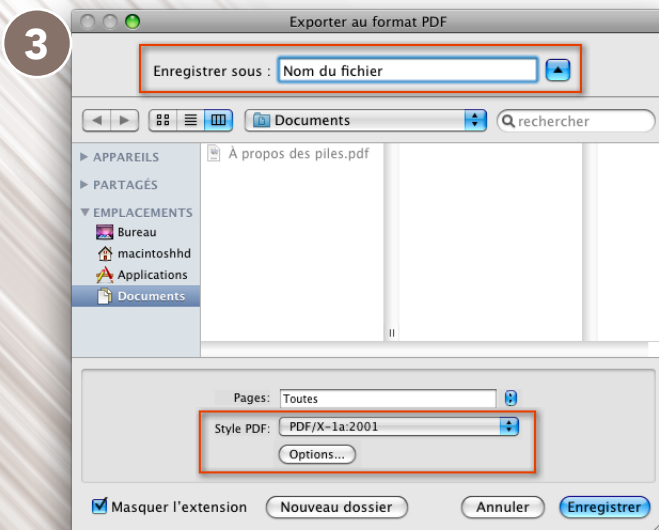 3
Exporter au format PDF
Enregistrer sous : Nom du fichier
Documents
rechercher
APPAREILS
À propos des piles.pdf
PARTAGÉS
EMPLACEMENTS
Bureau
macintoshhd
Applications
Documents
Pages: Toutes
Style PDF: PDF/X-1a:2001
Options...
Masquer l'extension Nouveau dossier Annuler Enregistrer